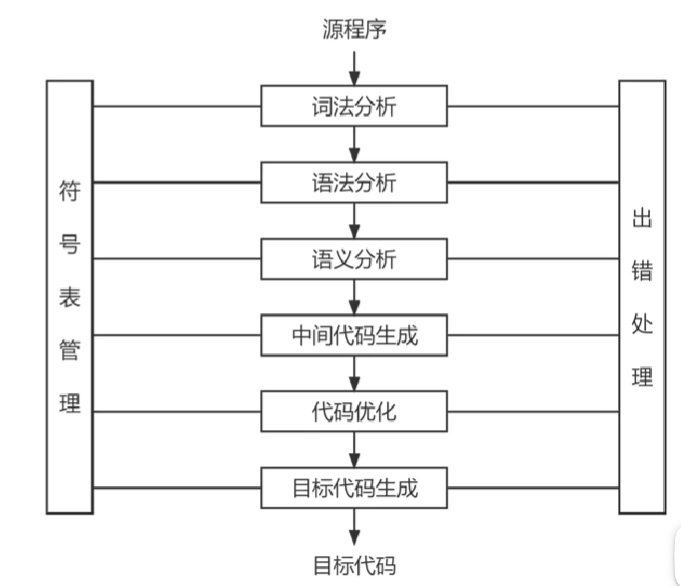 源程序
词法分析
语法分析
语义分析
中间代码生成
代码优化
目标代码生成
目标代码
符号表管理
出错处理